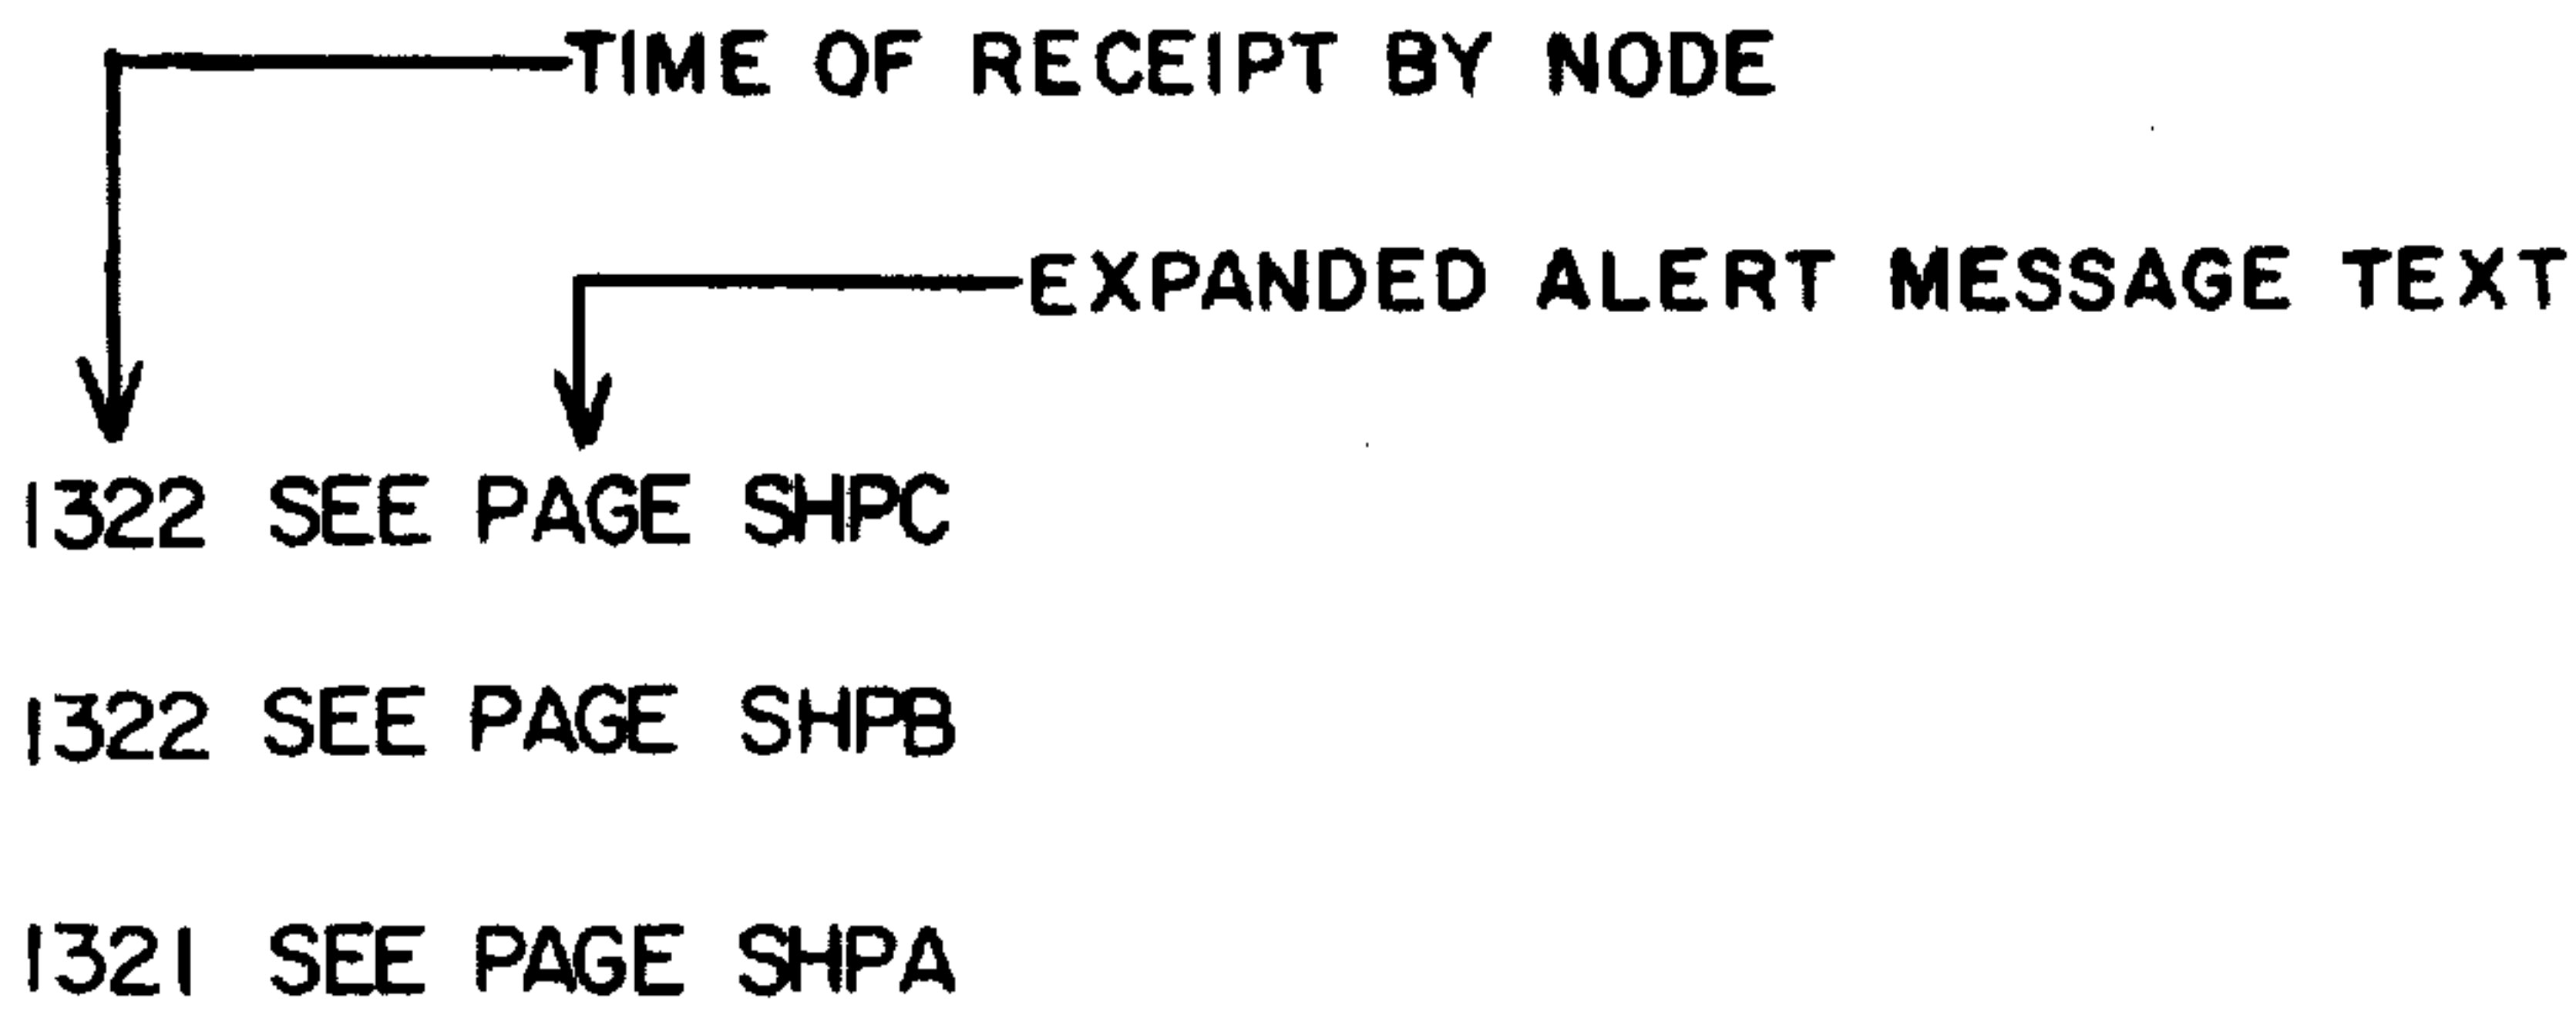 TIME OF RECEIPT BY NODE
EXPANDED ALERT MESSAGE TEXT
1322 SEE PAGE SHPC
1322 SEE PAGE SHPB
1321 SEE PAGE SHPA